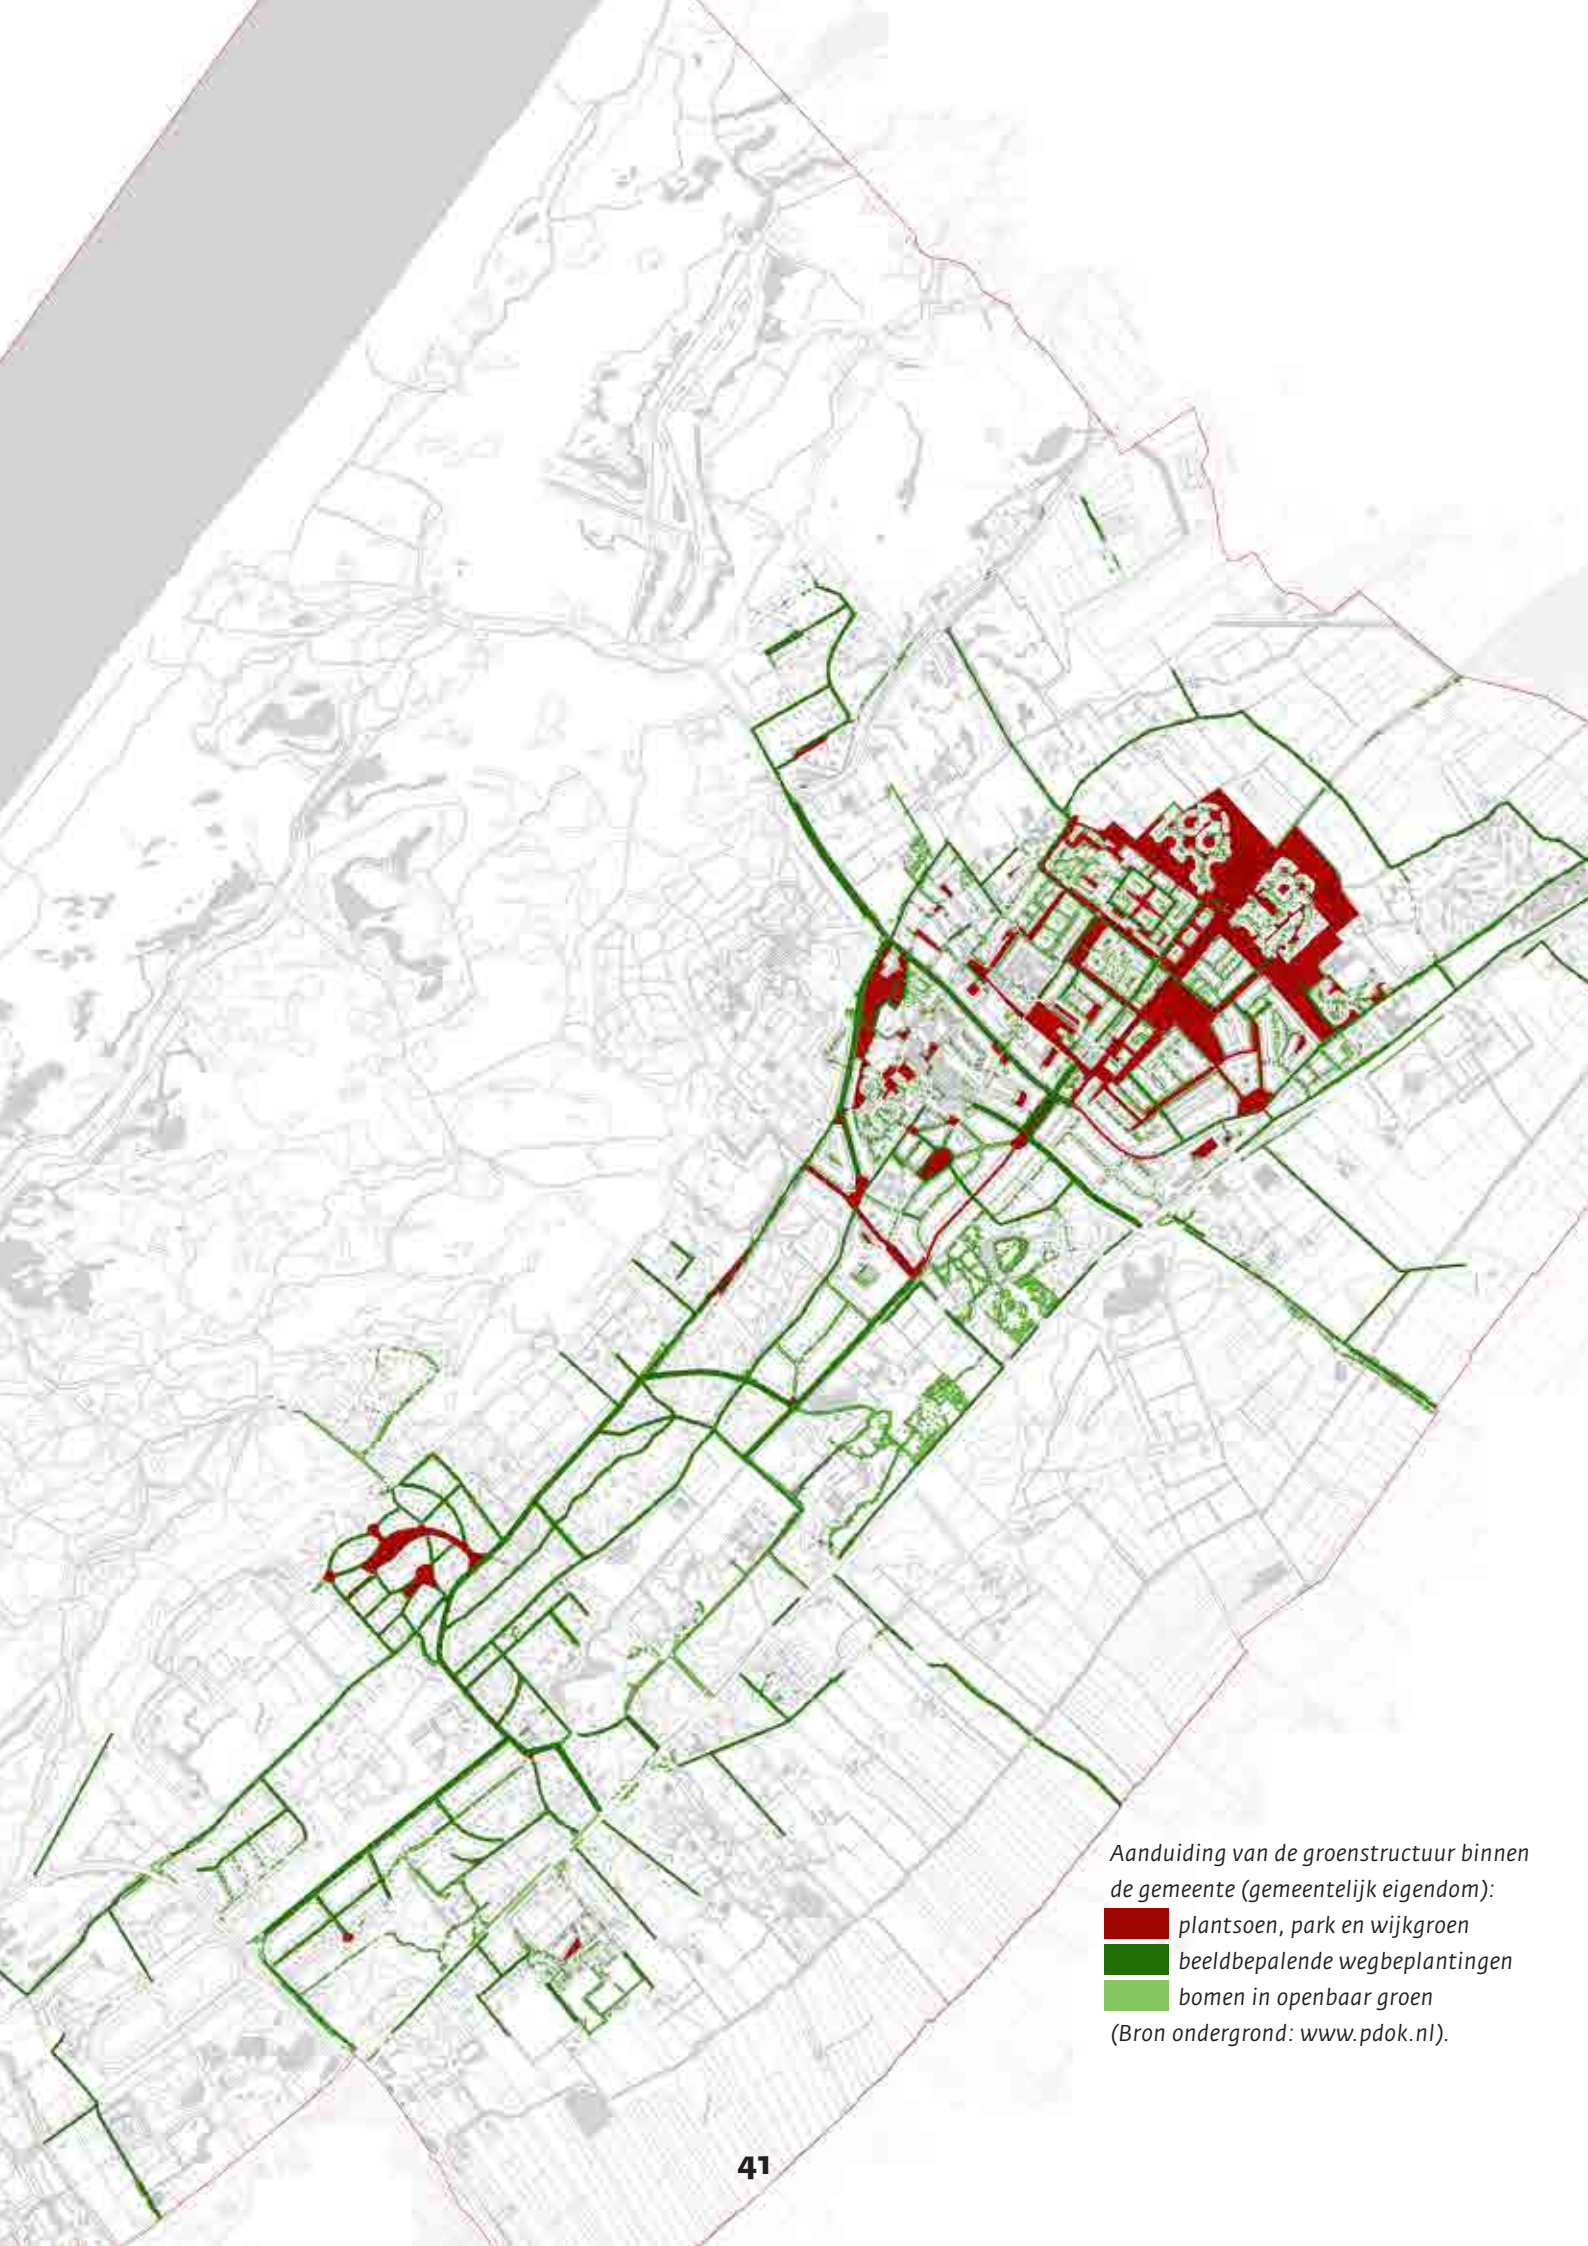 Aanduiding van de groenstructuur binnen
de gemeente (gemeentelijk eigendom):
plantsoen, park en wijkgroen
beeldbepalende wegbeplantingen
bomen in openbaar groen
(Bron ondergrond: www.pdok.nl).
41